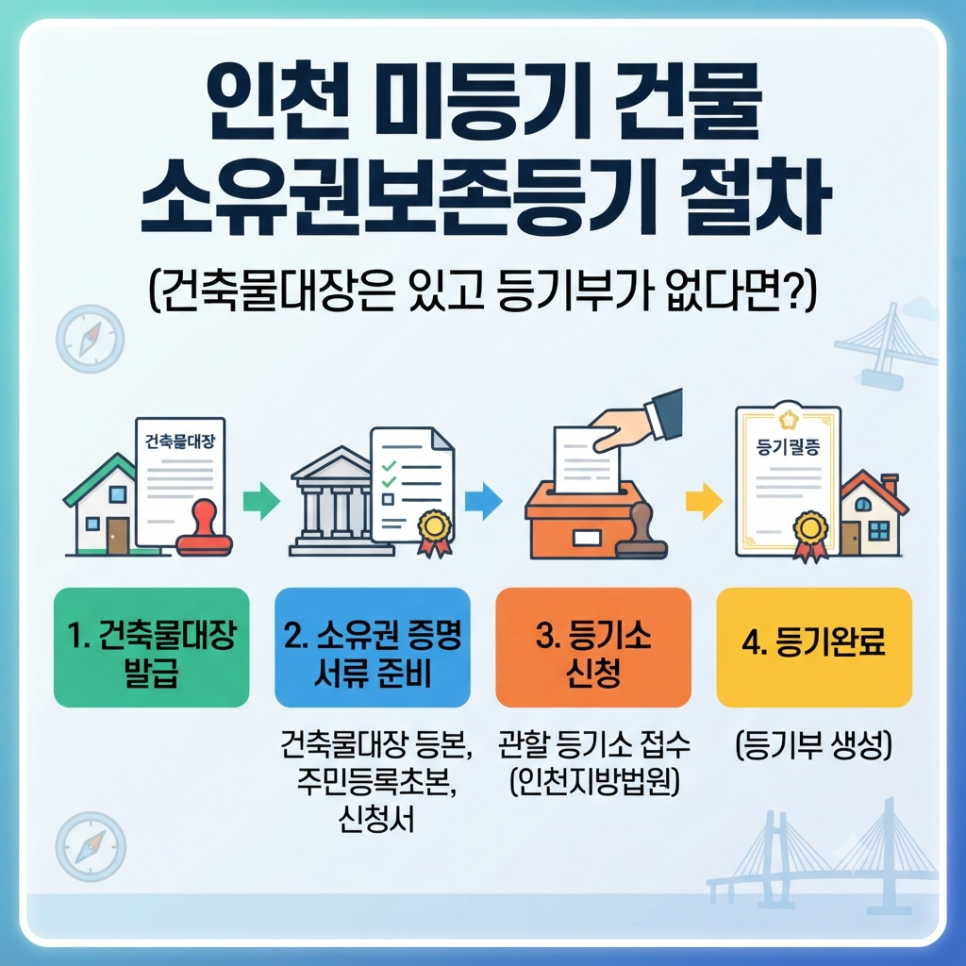 인천 미등기 건물
소유권보존등기 절차
(건축물대장은 있고 등기부가 없다면?)
건축물대장
등기필증
1. 건축물대장
발급
2. 소유권 증명
서류 준비
3. 등기소
신청
4. 등기완료
건축물대장 등본,
주민등록초본,
신청서
관할 등기소 접수
(인천지방법원)
(등기부 생성)